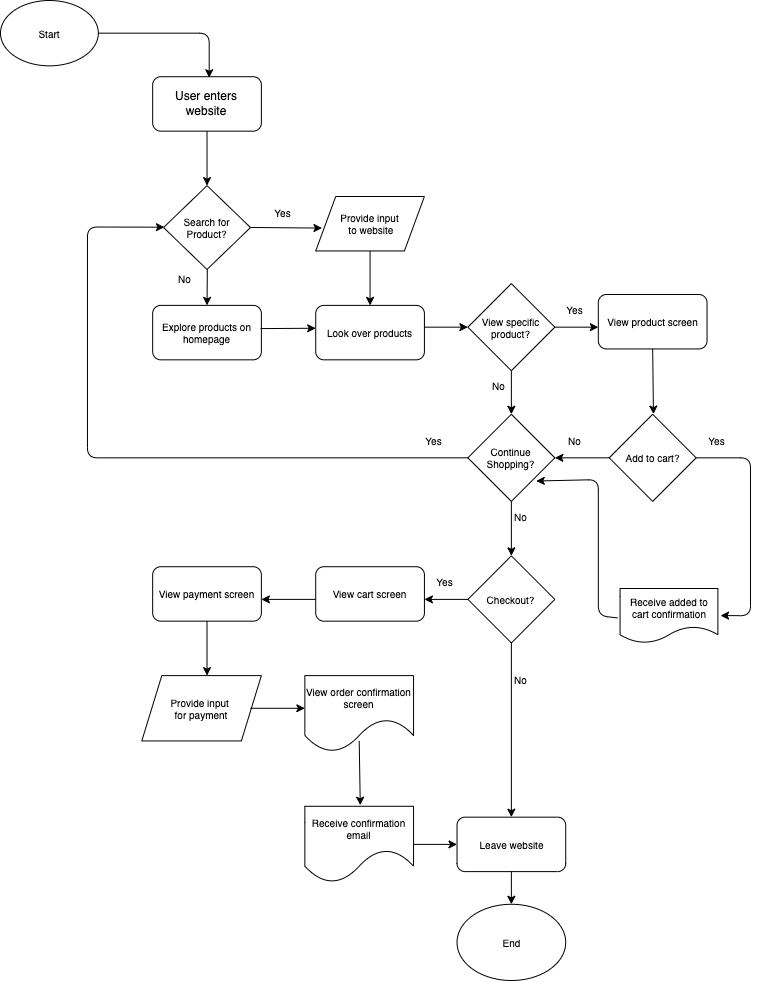 Start
User enters
website
Search for
Product?
Yes
Provide input
to website
No
Explore products on
homepage
Look over products
View specific
product?
Yes
View product screen
No
Yes
Continue
Shopping?
No
Add to cart?
Yes
No
View payment screen
View cart screen
Yes
Checkout?
Receive added to
cart confirmation
No
Provide input
for payment
View order confirmation
screen
Receive confirmation
email
Leave website
End